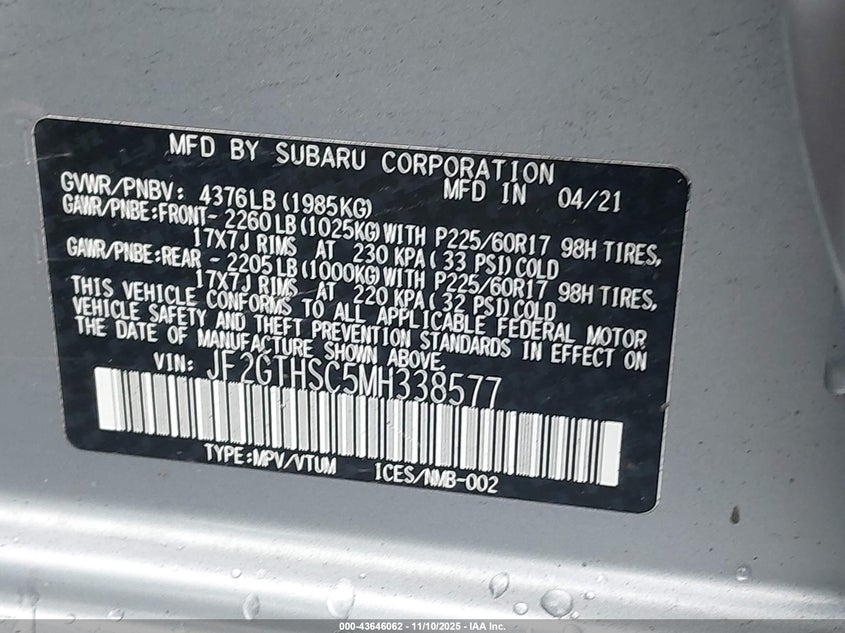 MFD BY SUBARU CORPORATION
MFD IN 04/21
GVWR/PNBV: 4376LB(1985KG)
GAWR/PNBE:FRONT- 2260LB(1025KG)WITH P225/60R17 98H TIRES,
17X7J RIMS AT 230 KPA( 33 PSI)COLD
GAWR/PNBE:REAR - 2205LB(1000KG)WITH P225/60R17 98H TIRES,
17X7J RIMS AT 220 KPA( 32 PSI)COLD
THIS VEHICLE CONFORMS TO ALL APPLICABLE FEDERAL MOTOR
VEHICLE SAFETY AND THEFT PREVENTION STANDARDS IN EFFECT ON
THE DATE OF MANUFACTURE SHOWN ABOVE.
VIN: JF2GTHSC5MH338577
TYPE:MPV/VTUM ICES/NMB-002
000-43646062 - 11/10/2025 - IAA Inc.